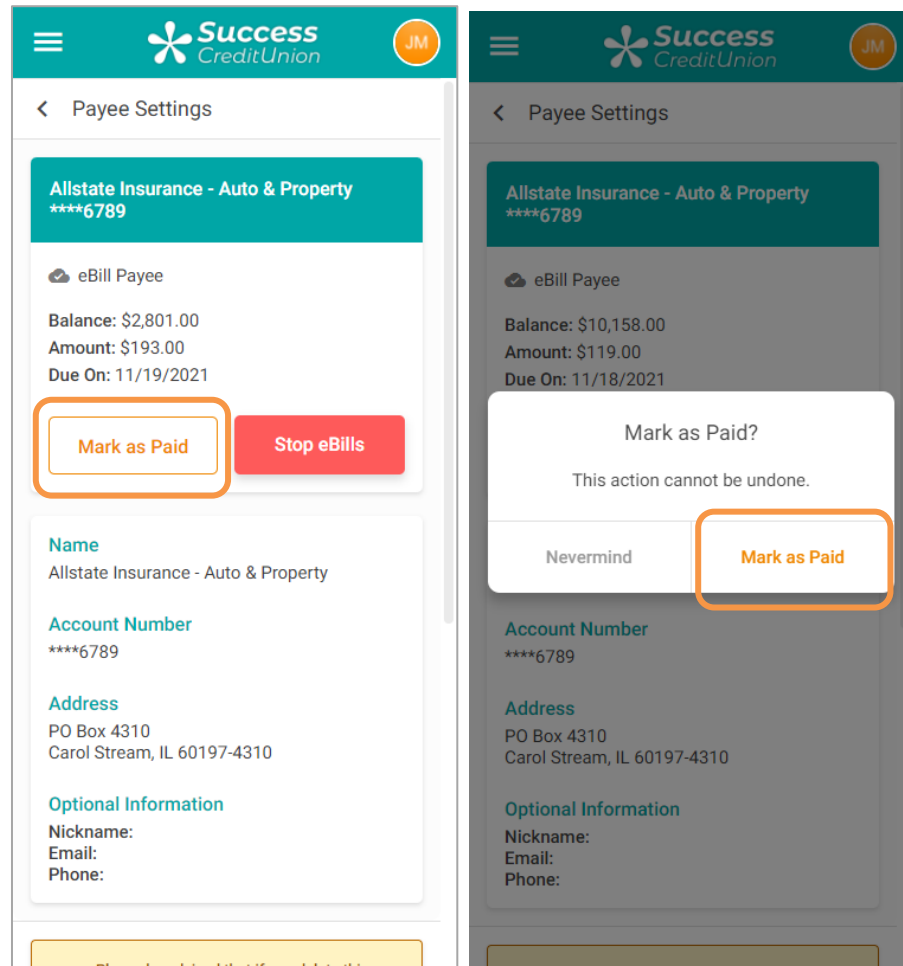 Success
CreditUnion
JM
Payee Settings
Allstate Insurance - Auto & Property
****6789
eBill Payee
Balance: $2,801.00
Amount: $193.00
Due On: 11/19/2021
Mark as Paid
Stop eBills
Name
Allstate Insurance - Auto & Property
Account Number
****6789
Address
PO Box 4310
Carol Stream, IL 60197-4310
Optional Information
Nickname:
Email:
Phone:
Success
CreditUnion
JM
Payee Settings
Allstate Insurance - Auto & Property
****6789
eBill Payee
Balance: $10,158.00
Amount: $119.00
Due On: 11/18/2021
Mark as Paid?
This action cannot be undone.
Nevermind
Mark as Paid
Account Number
****6789
Address
PO Box 4310
Carol Stream, IL 60197-4310
Optional Information
Nickname:
Email:
Phone: